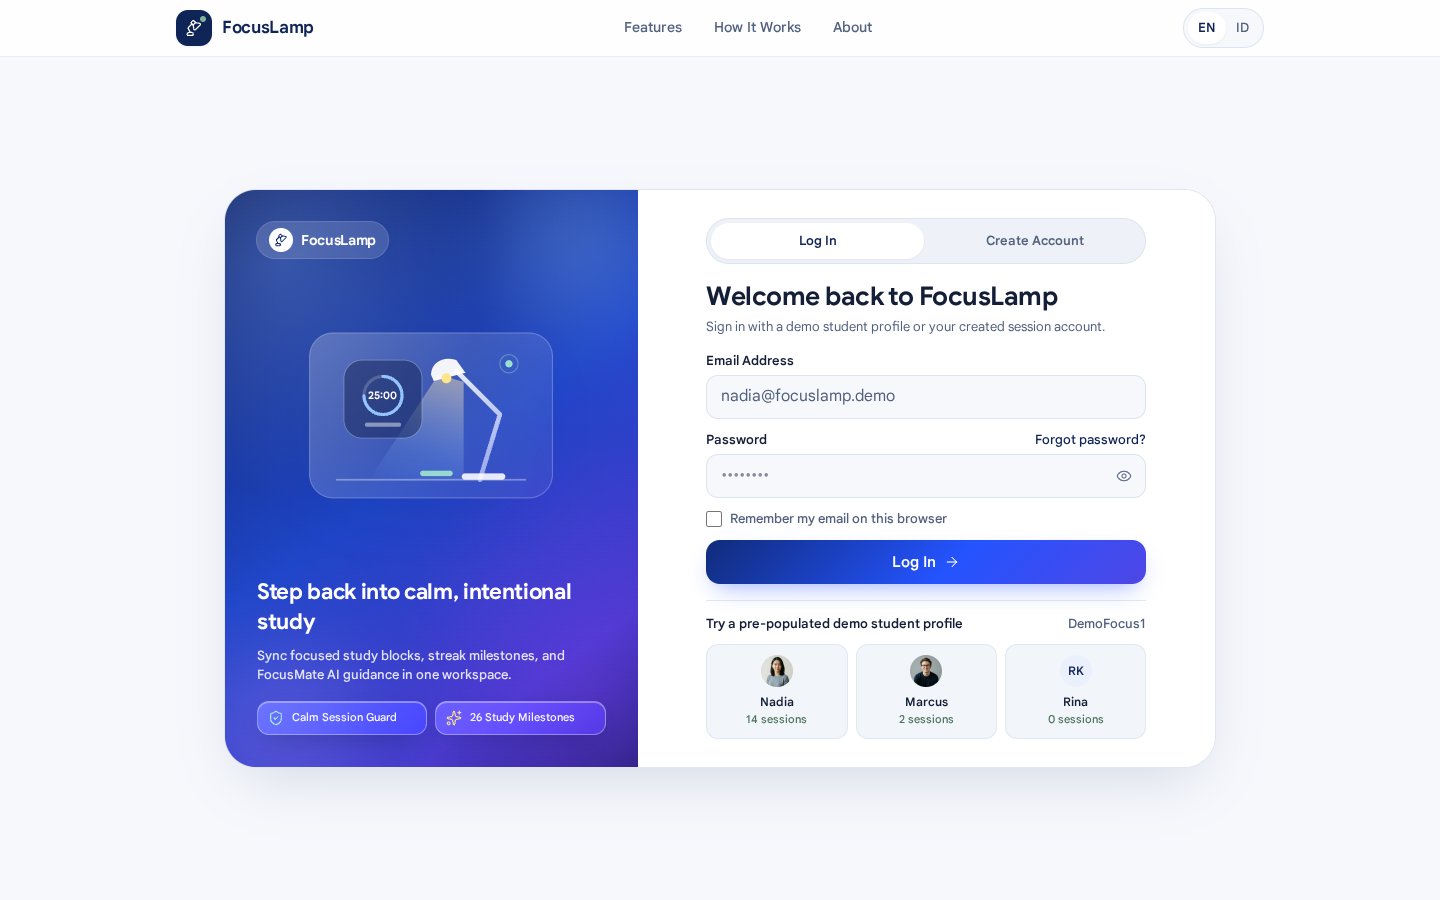 FocusLamp
Features
How It Works
About
EN
ID
FocusLamp
25:00
Step back into calm, intentional
study
Sync focused study blocks, streak milestones, and
FocusMate AI guidance in one workspace.
Calm Session Guard
26 Study Milestones
Log In
Create Account
Welcome back to FocusLamp
Sign in with a demo student profile or your created session account.
Email Address
nadia@focuslamp.demo
Password
Forgot password?
••••••••
Remember my email on this browser
Log In
Try a pre-populated demo student profile
DemoFocus1
Nadia
14 sessions
Marcus
2 sessions
RK
Rina
0 sessions